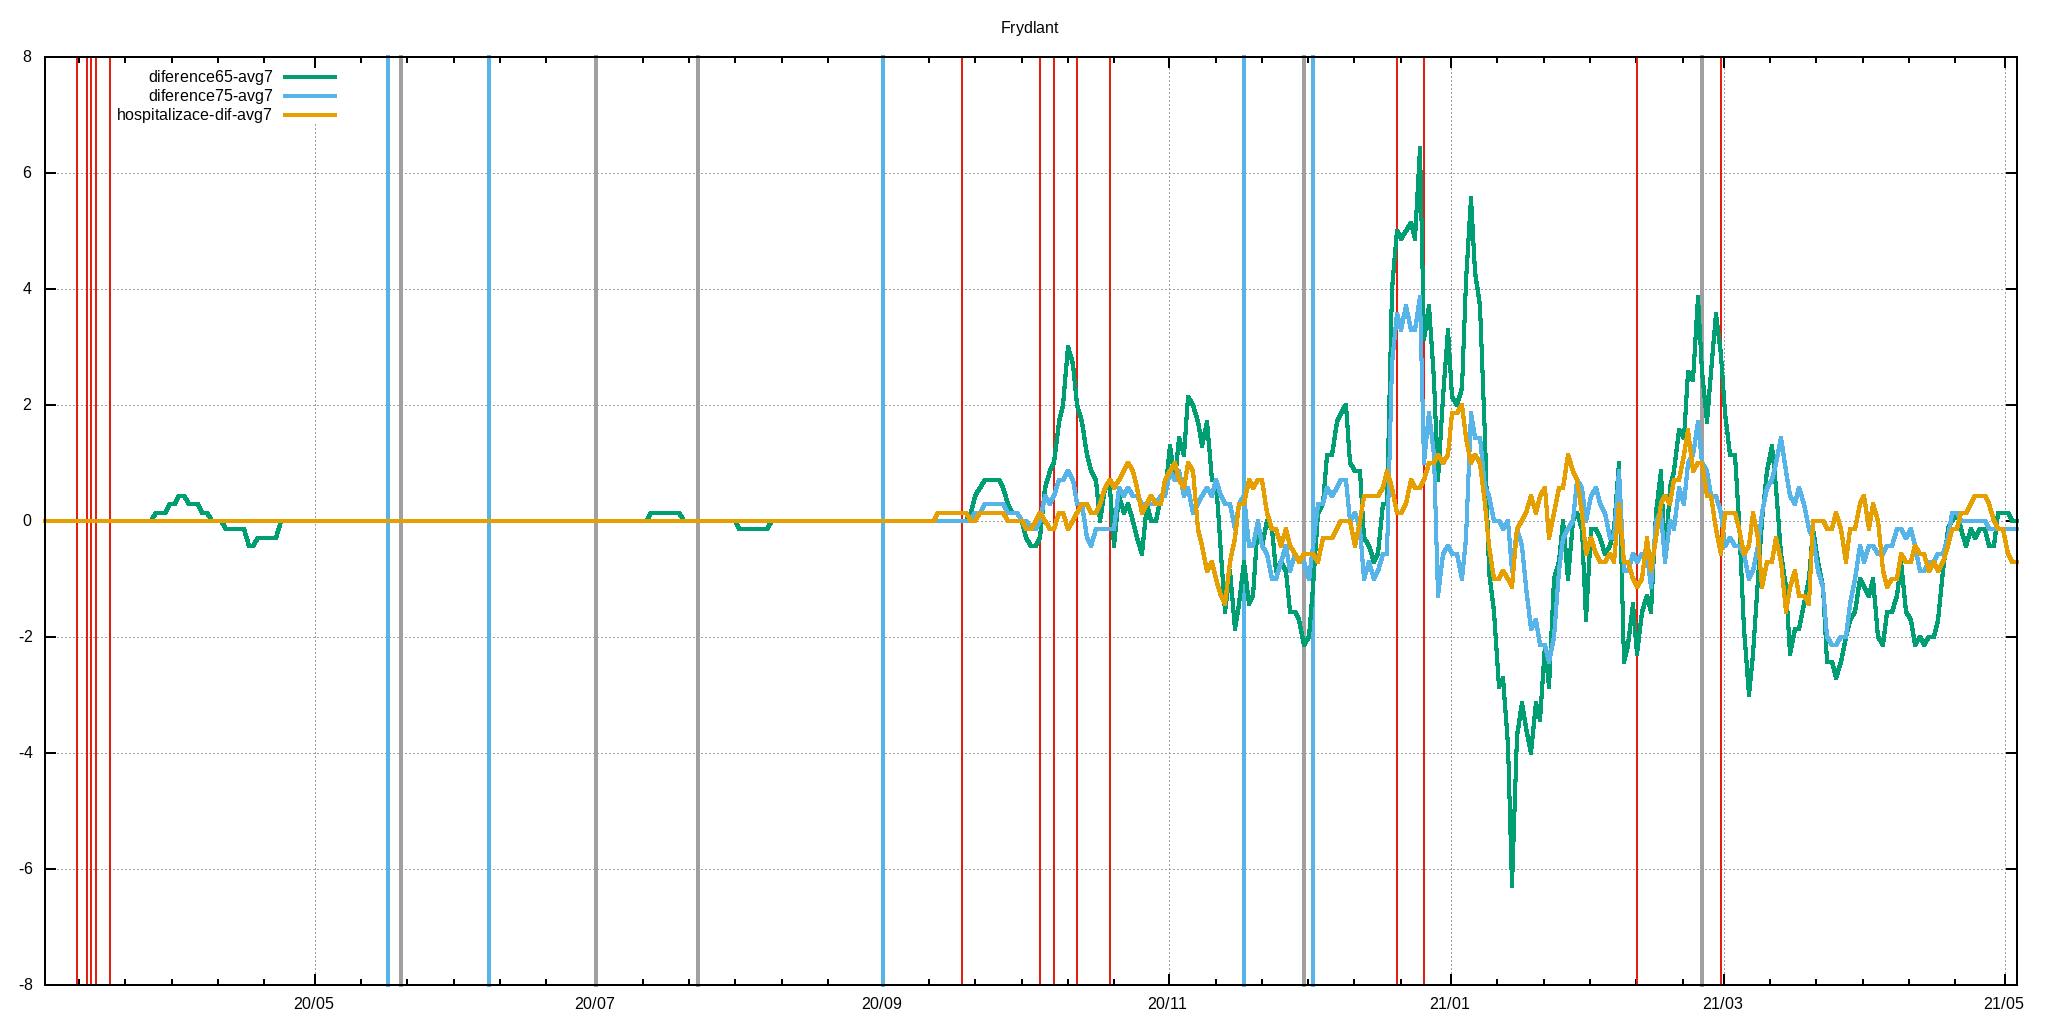 Frydlant
diference65-avg7
diference75-avg7
hospitalizace-dif-avg7
8
6
4
2
0
-2
-4
-6
-8
20/05 20/07 20/09 20/11 21/01 21/03 21/05